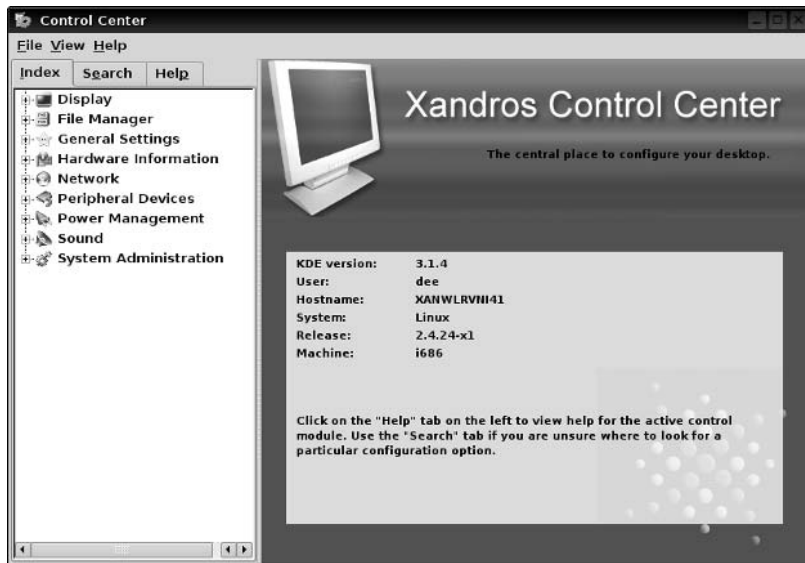 Control Center
File View Help
Index Search Help
Display
File Manager
General Settings
Hardware Information
Network
Peripheral Devices
Power Management
Sound
System Administration
Xandros Control Center
The central place to configure your desktop.
KDE version: 3.1.4
User: dee
Hostname: XANWLRVNI41
System: Linux
Release: 2.4.24-x1
Machine: i686
Click on the "Help" tab on the left to view help for the active control
module. Use the "Search" tab if you are unsure where to look for a
particular configuration option.